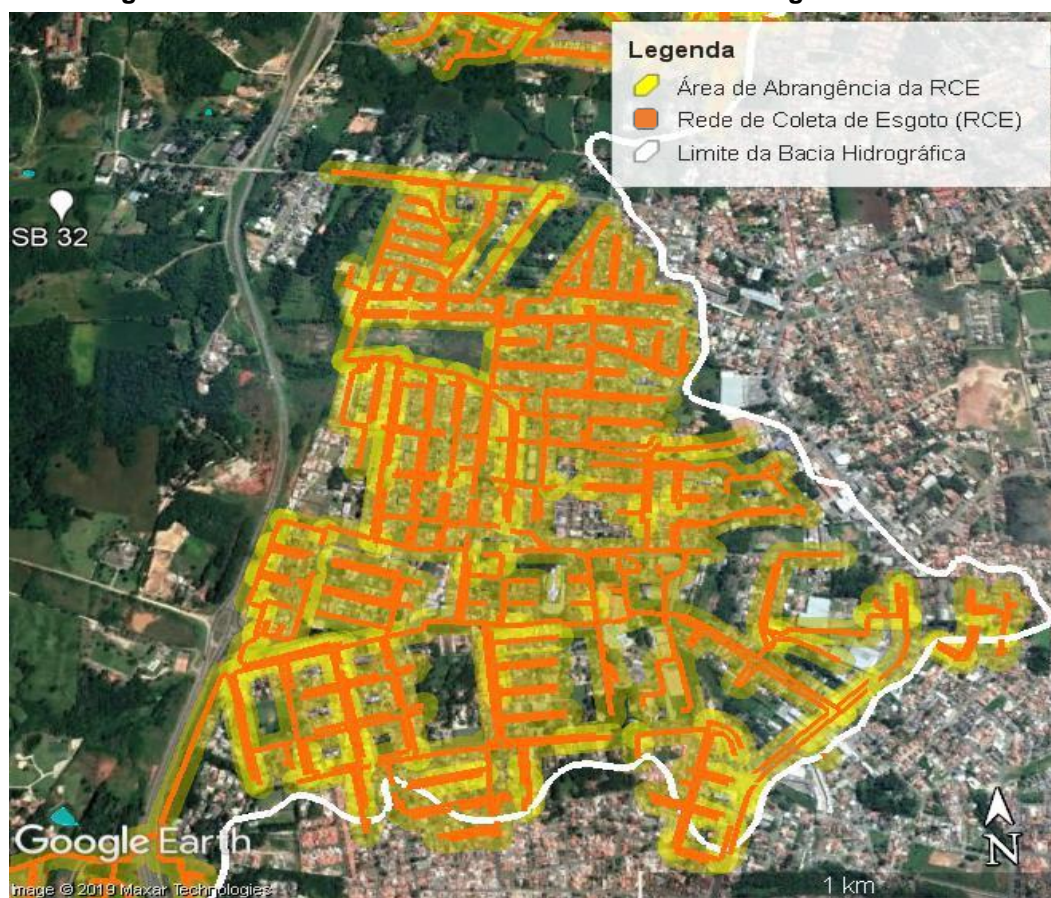 Legenda
Área de Abrangência da RCE
Rede de Coleta de Esgoto (RCE)
Limite da Bacia Hidrográfica
SB 32
N
Google Earth
Image © 2019 Maxar Technologies
1 km